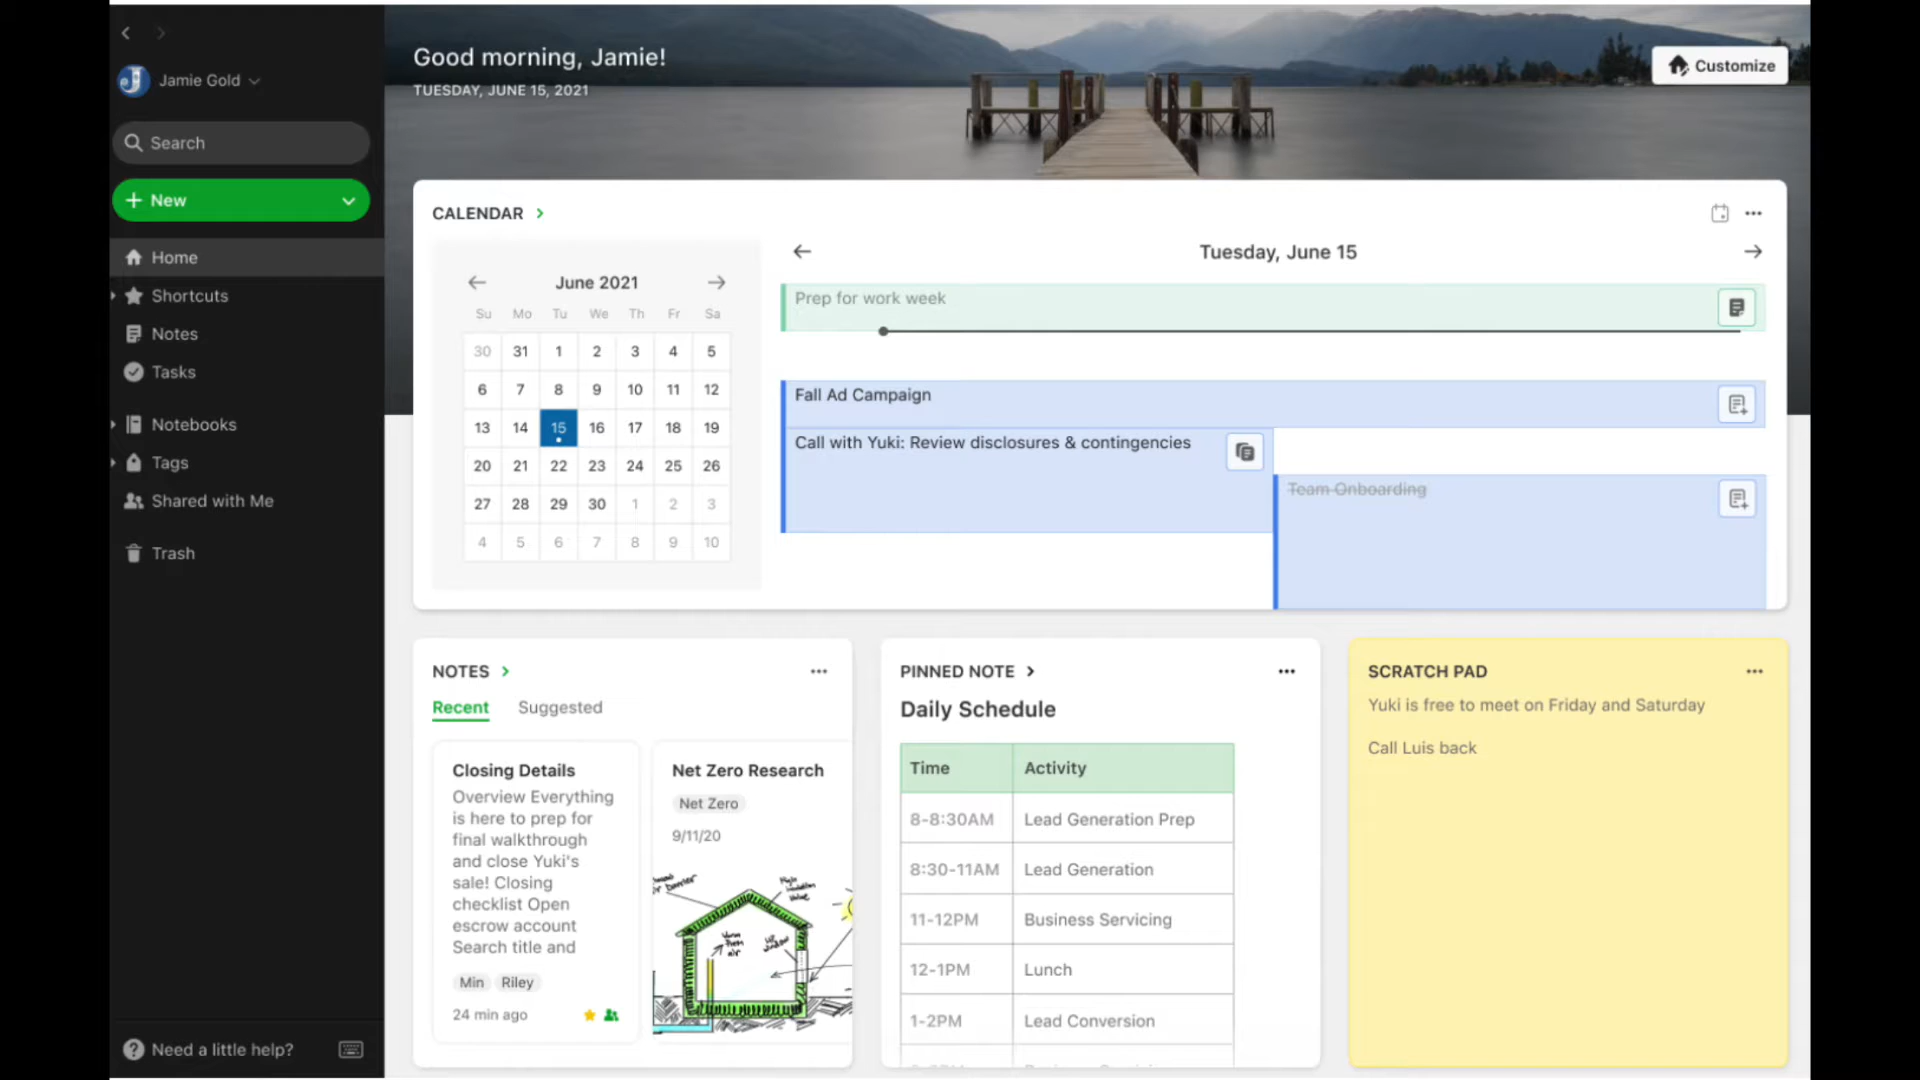 Jamie Gold
Search
New
Home
Shortcuts
Notes
Tasks
Notebooks
Tags
Shared with Me
Trash
Need a little help?
Good morning, Jamie!
TUESDAY, JUNE 15, 2021
Customize
CALENDAR
June 2021
Su Mo Tu We Th Fr Sa
30 31 1 2 3 4 5
6 7 8 9 10 11 12
13 14 15 16 17 18 19
20 21 22 23 24 25 26
27 28 29 30 1 2 3
4 5 6 7 8 9 10
Tuesday, June 15
Prep for work week
Fall Ad Campaign
Call with Yuki: Review disclosures & contingencies
Team Onboarding
NOTES
Recent Suggested
Closing Details
Overview Everything
is here to prep for
final walkthrough
and close Yuki's
sale! Closing
checklist Open
escrow account
Search title and
Min Riley
24 min ago
Net Zero Research
Net Zero
9/11/20
PINNED NOTE
Daily Schedule
Time Activity
8-8:30AM Lead Generation Prep
8:30-11AM Lead Generation
11-12PM Business Servicing
12-1PM Lunch
1-2PM Lead Conversion
SCRATCH PAD
Yuki is free to meet on Friday and Saturday
Call Luis back